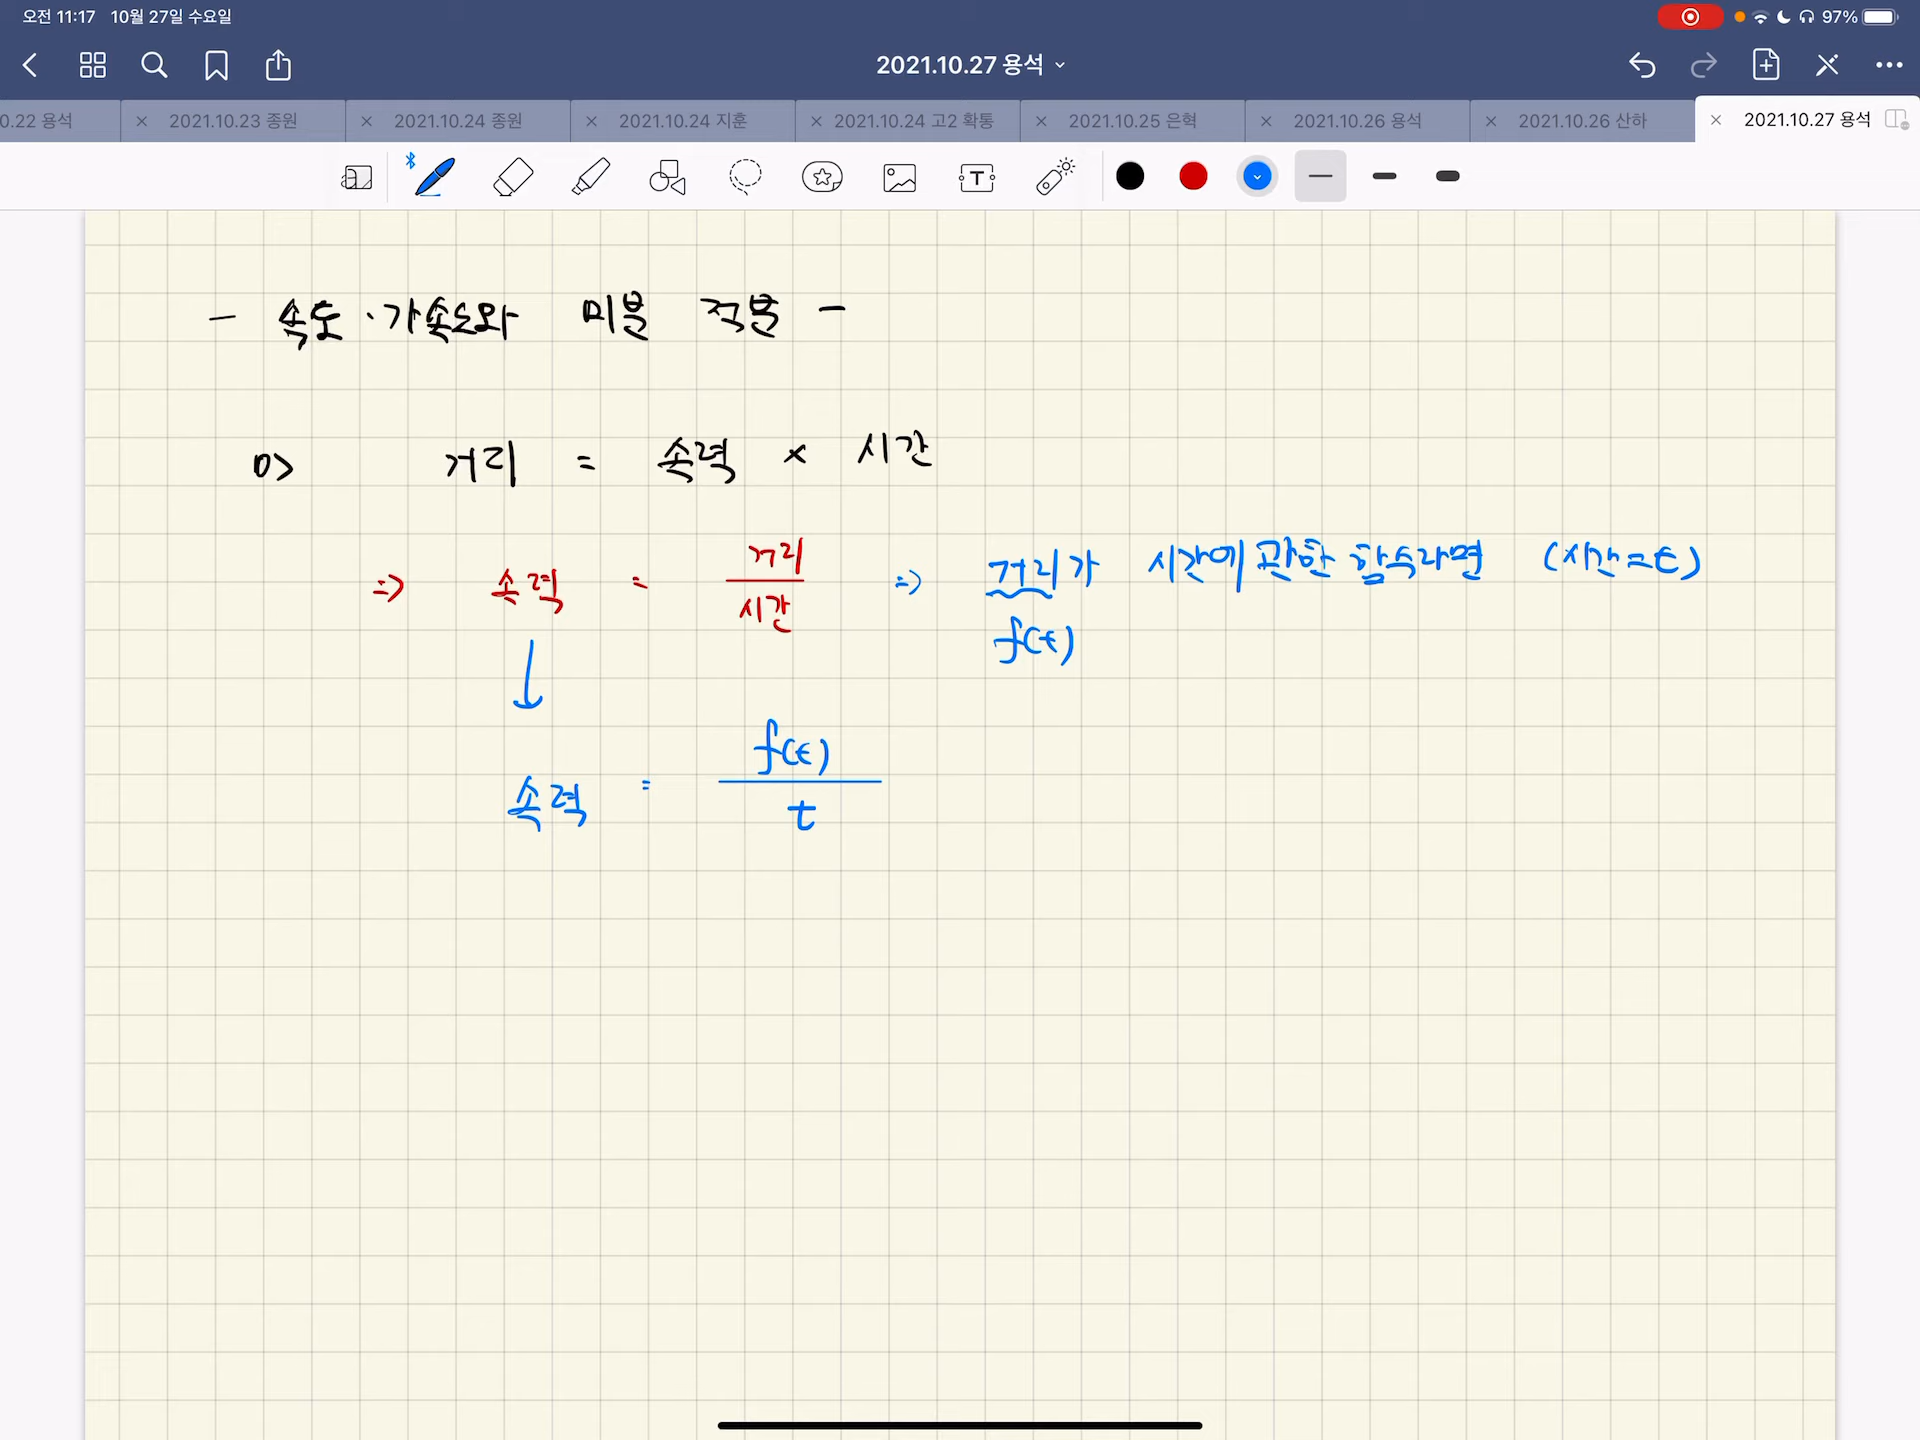 오전 11:17 10월 27일 수요일 97%
2021.10.27 용석
0.22 용석 2021.10.23 종원 2021.10.24 종원 2021.10.24 지훈 2021.10.24 고2 확통 2021.10.25 은혁 2021.10.26 용석 2021.10.26 산하 2021.10.27 용석
- 속도·가속도와 미분 적분 -
0> 거리 = 속력 × 시간
⇒ 속력 = 거리/시간 ⇒ 거리가 시간에 관한 함수라면 (시간=t)
f(t)
↓
속력 = f(t)/t